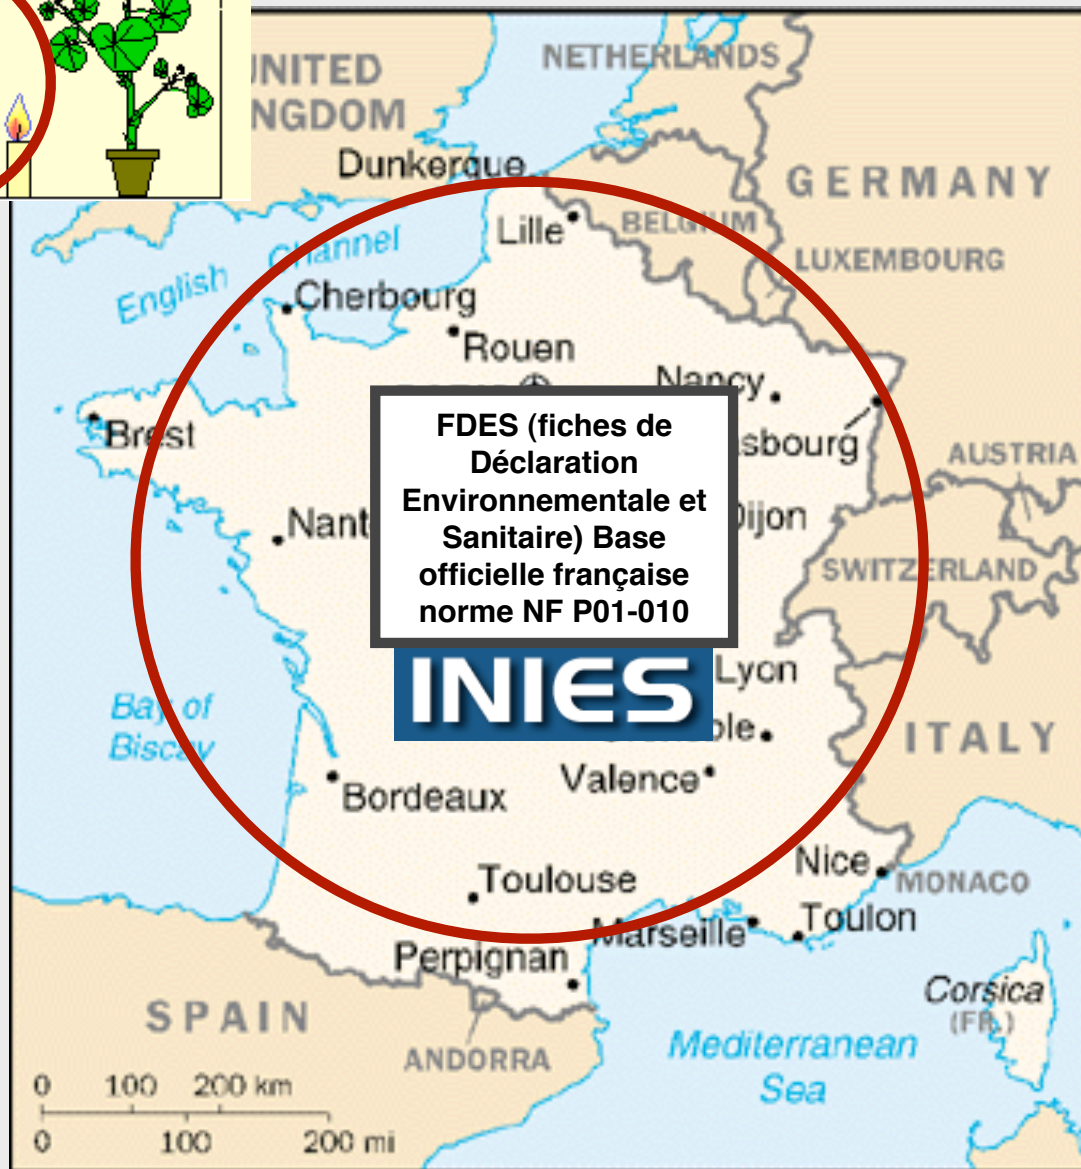 UNITED
KINGDOM
NETHERLANDS
Dunkerque
GERMANY
Lille
BELGIUM
English Channel
LUXEMBOURG
Cherbourg
Rouen
Nancy
Brest
FDES (fiches de
Déclaration
Environnementale et
Sanitaire) Base
officielle française
norme NF P01-010
sbourg
AUSTRIA
Nant
Dijon
SWITZERLAND
INIES
Lyon
Bay of
Biscay
ble
ITALY
Valence
Bordeaux
Nice
MONACO
Toulouse
Marseille
Toulon
Perpignan
Corsica
(FR.)
SPAIN
ANDORRA
Mediterranean
Sea
0 100 200 km
0 100 200 mi